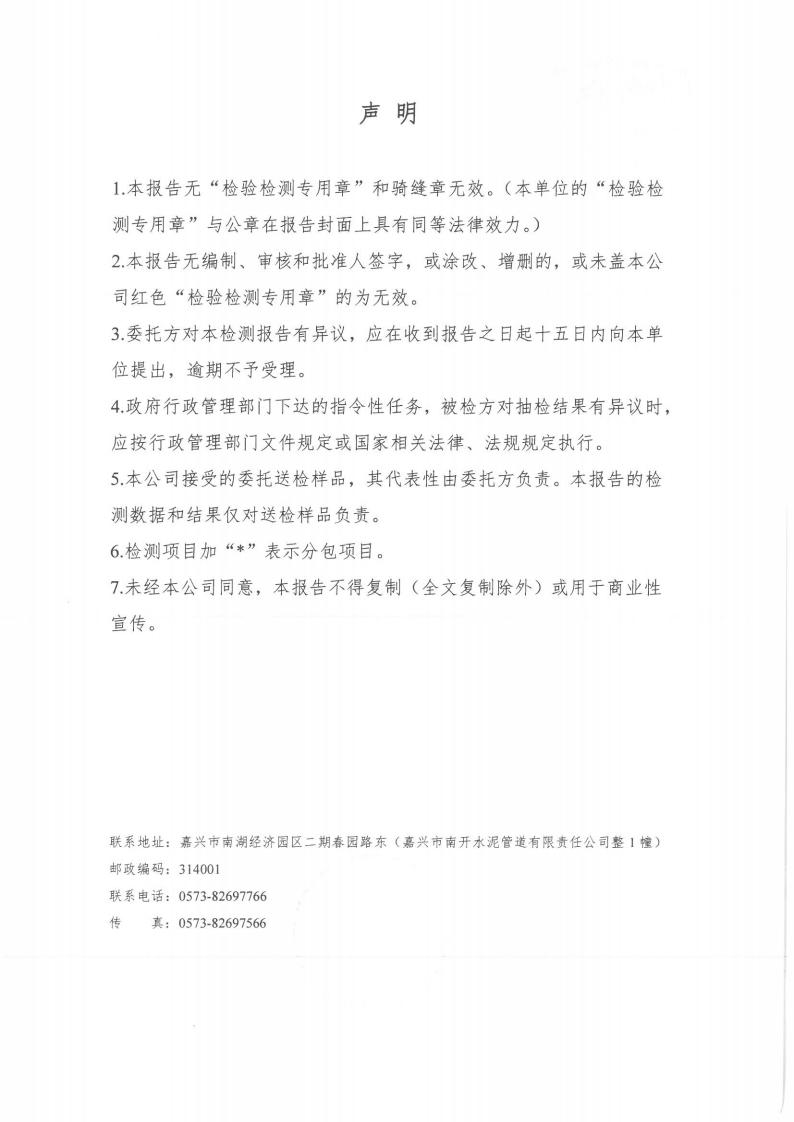 声 明
1.本报告无“检验检测专用章”和骑缝章无效。（本单位的“检验检
测专用章”与公章在报告封面上具有同等法律效力。）
2.本报告无编制、审核和批准人签字，或涂改、增删的，或未盖本公
司红色“检验检测专用章”的为无效。
3.委托方对本检测报告有异议，应在收到报告之日起十五日内向本单
位提出，逾期不予受理。
4.政府行政管理部门下达的指令性任务，被检方对抽检结果有异议时，
应按行政管理部门文件规定或国家相关法律、法规规定执行。
5.本公司接受的委托送检样品，其代表性由委托方负责。本报告的检
测数据和结果仅对送检样品负责。
6.检测项目加“*”表示分包项目。
7.未经本公司同意，本报告不得复制（全文复制除外）或用于商业性
宣传。
联系地址：嘉兴市南湖经济园区二期春园路东（嘉兴市南开水泥管道有限责任公司整 1 幢）
邮政编码：314001
联系电话：0573-82697766
传 真：0573-82697566